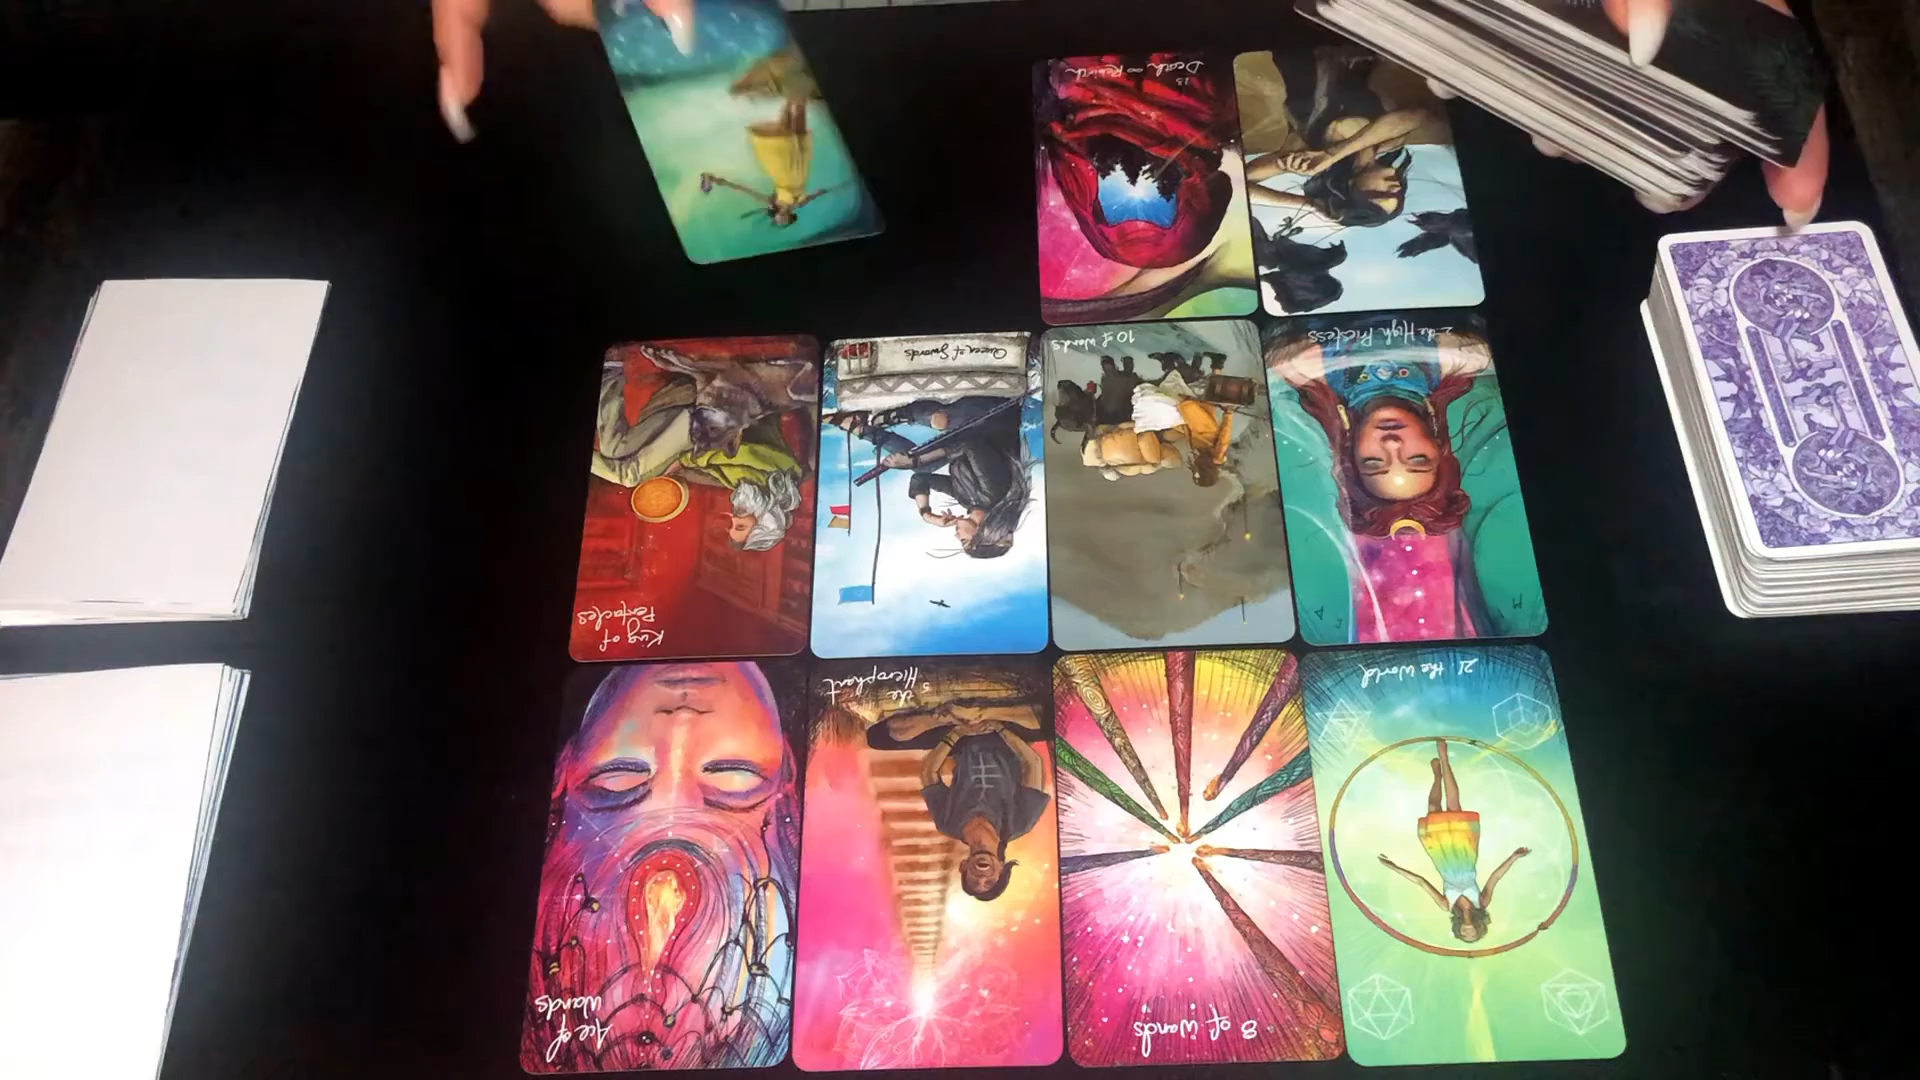 13
Death ∞ Rebirth
Queen of Swords
10 of wands
2. the High Priestess
King of
Pentacles
5 the
Hierophant
21. the World
Ace of
wands
8 of wands